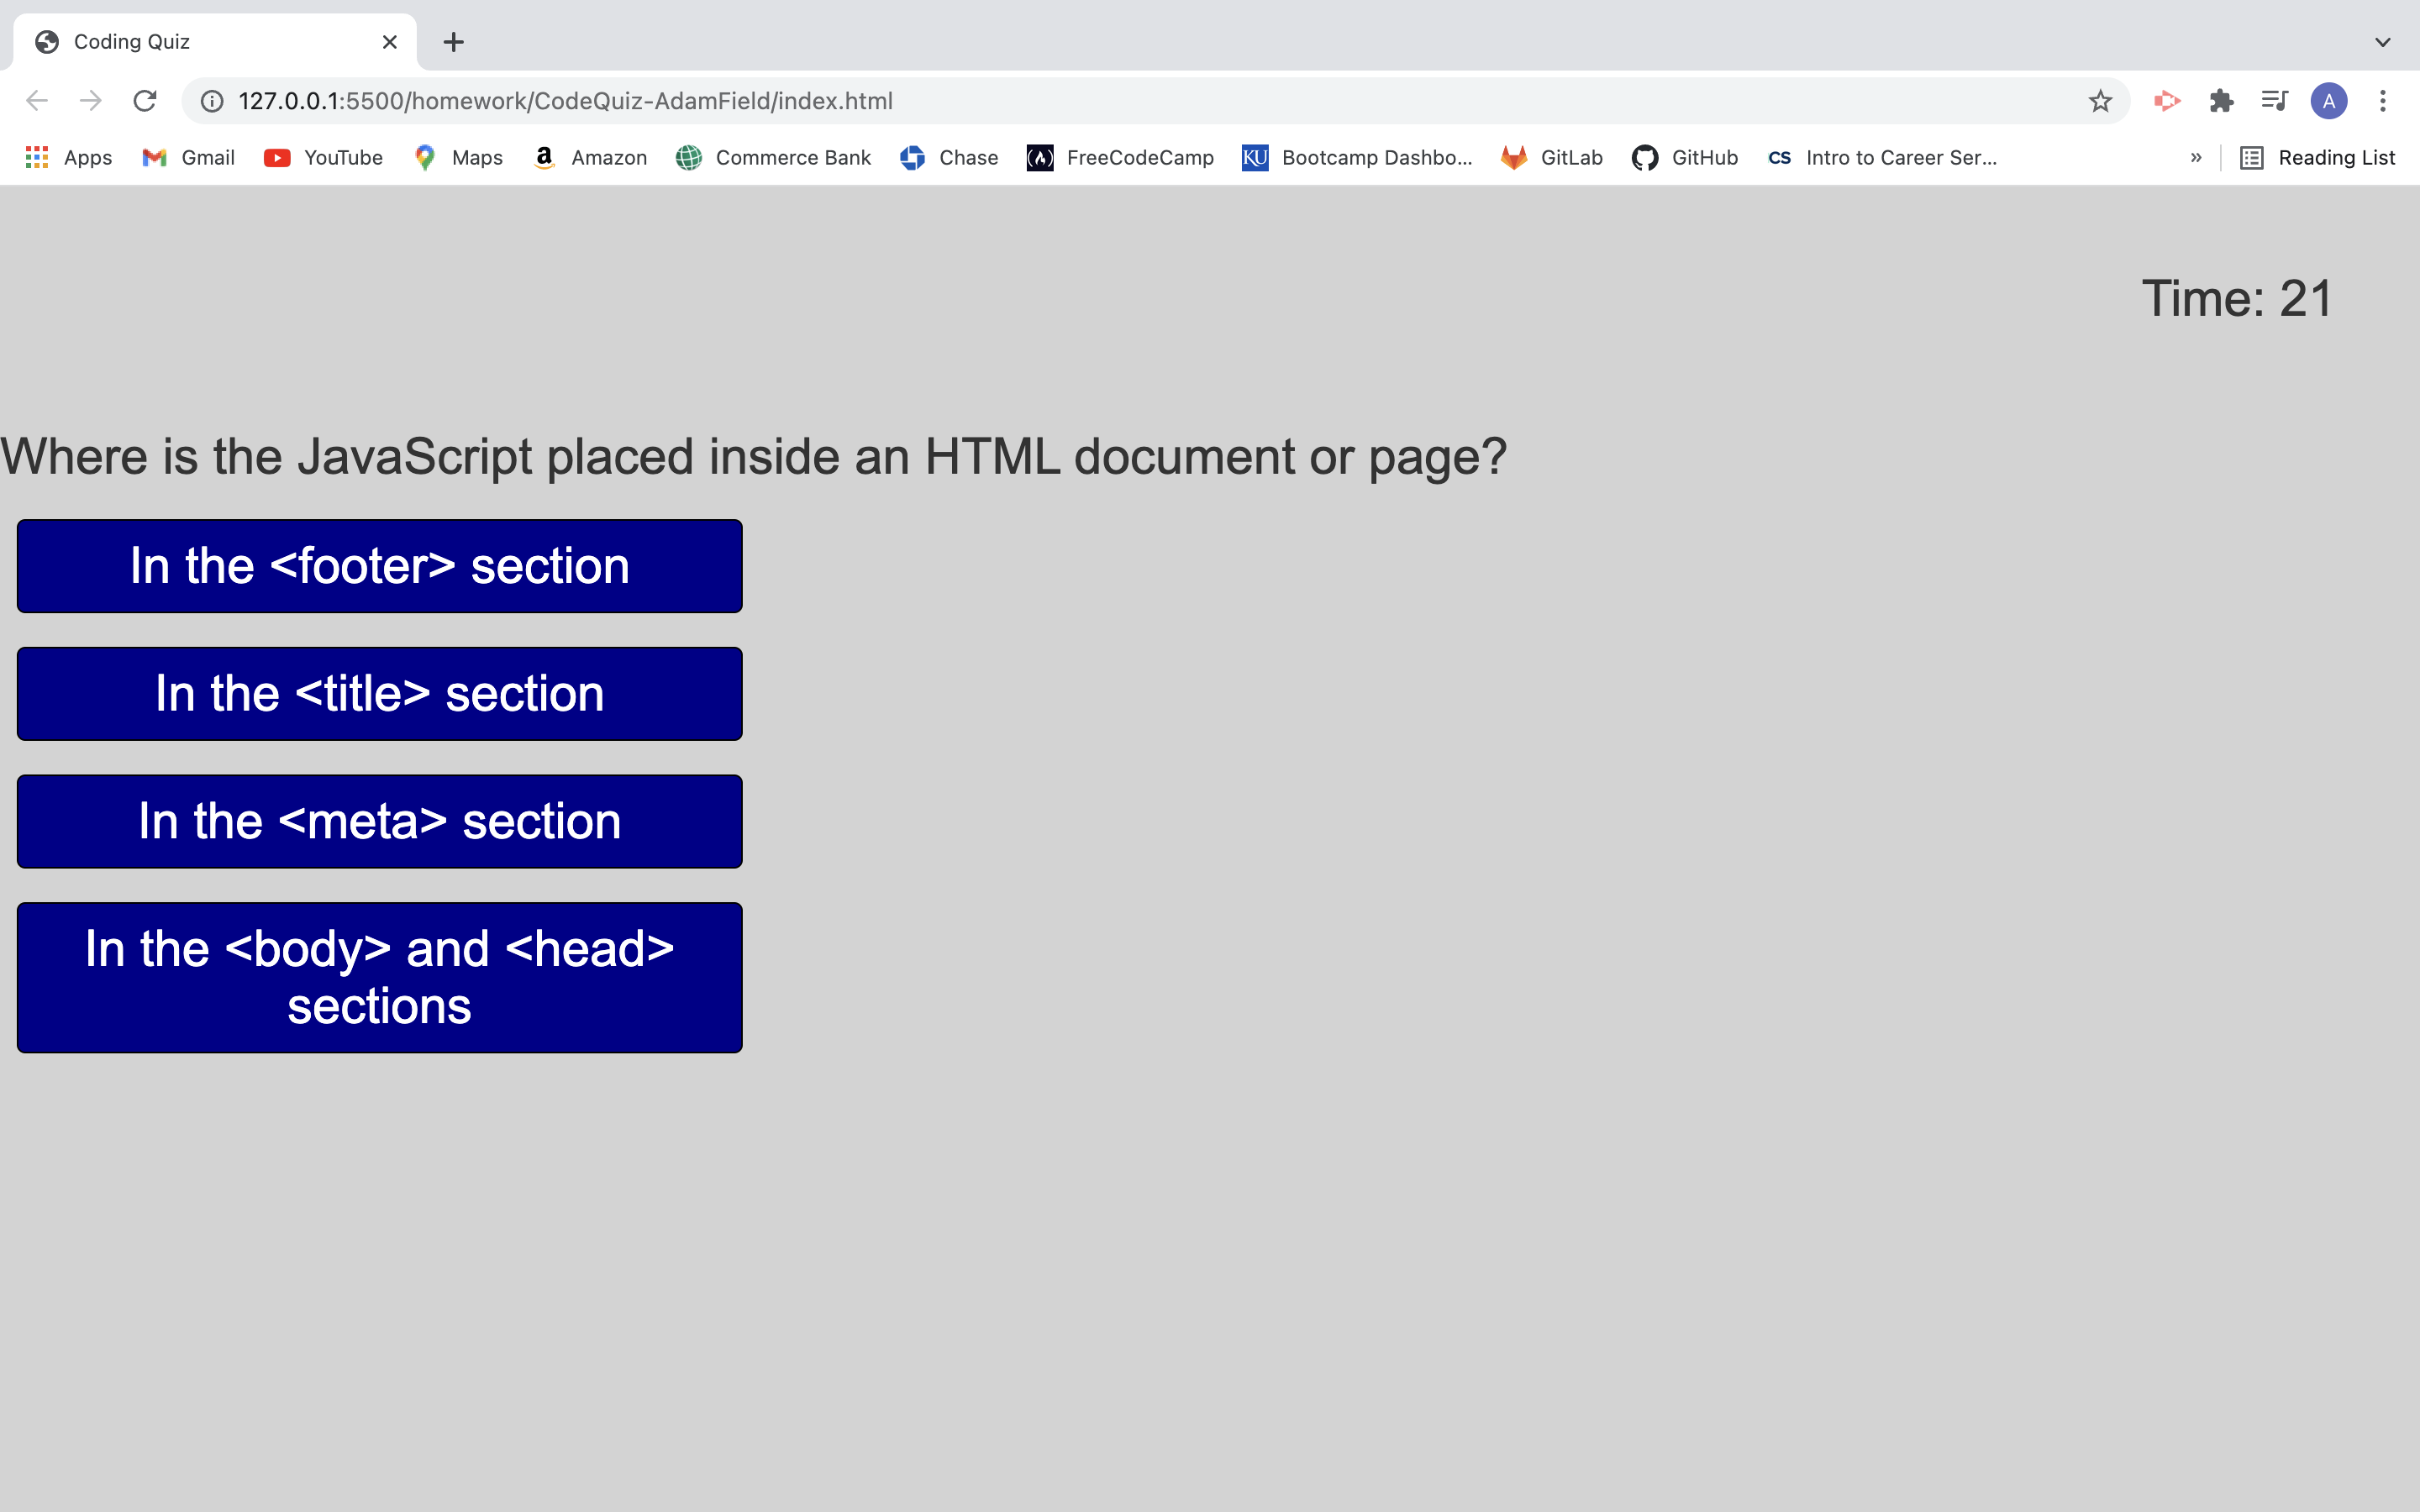 Coding Quiz
127.0.0.1:5500/homework/CodeQuiz-AdamField/index.html
A
Apps Gmail YouTube Maps a Amazon Commerce Bank Chase (A) FreeCodeCamp KU Bootcamp Dashbo... GitLab GitHub CS Intro to Career Ser... » Reading List
Time: 21
Where is the JavaScript placed inside an HTML document or page?
In the <footer> section
In the <title> section
In the <meta> section
In the <body> and <head>
sections